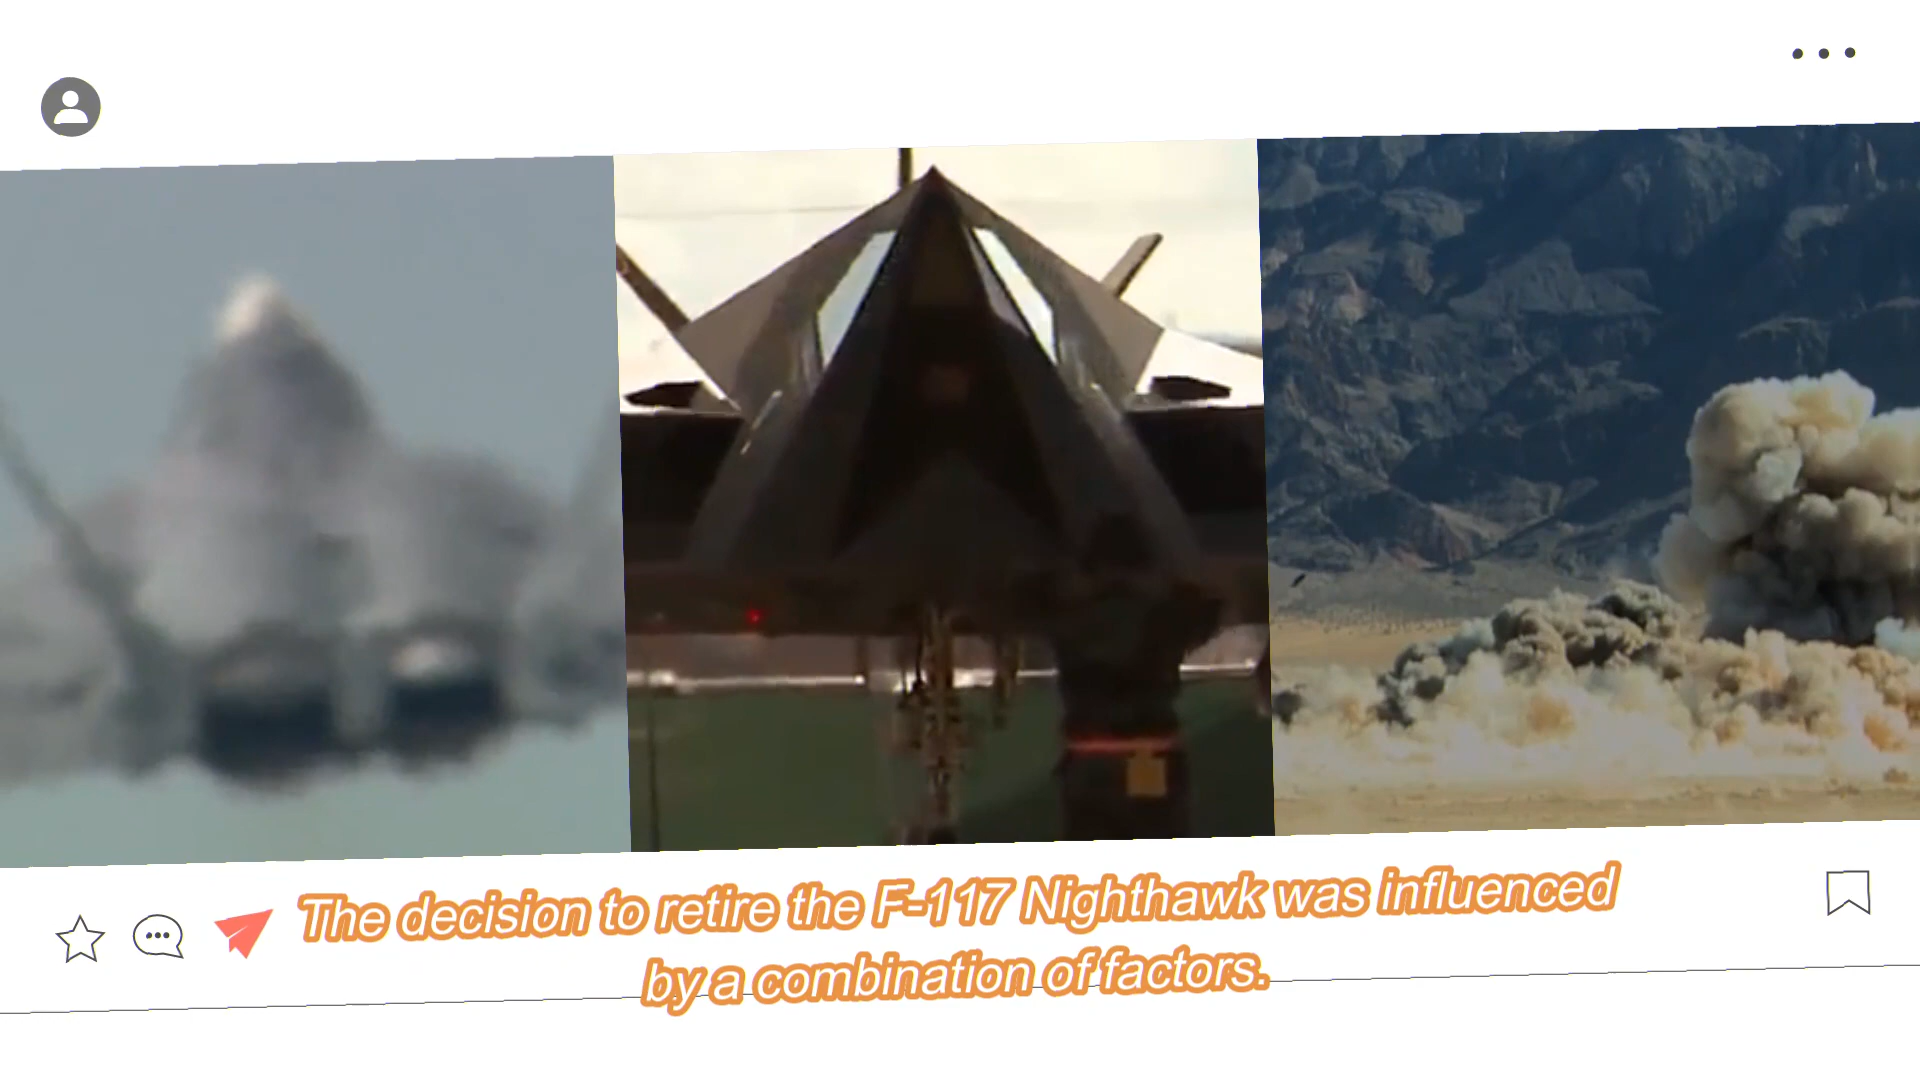 The decision to retire the F-117 Nighthawk was influenced
by a combination of factors.